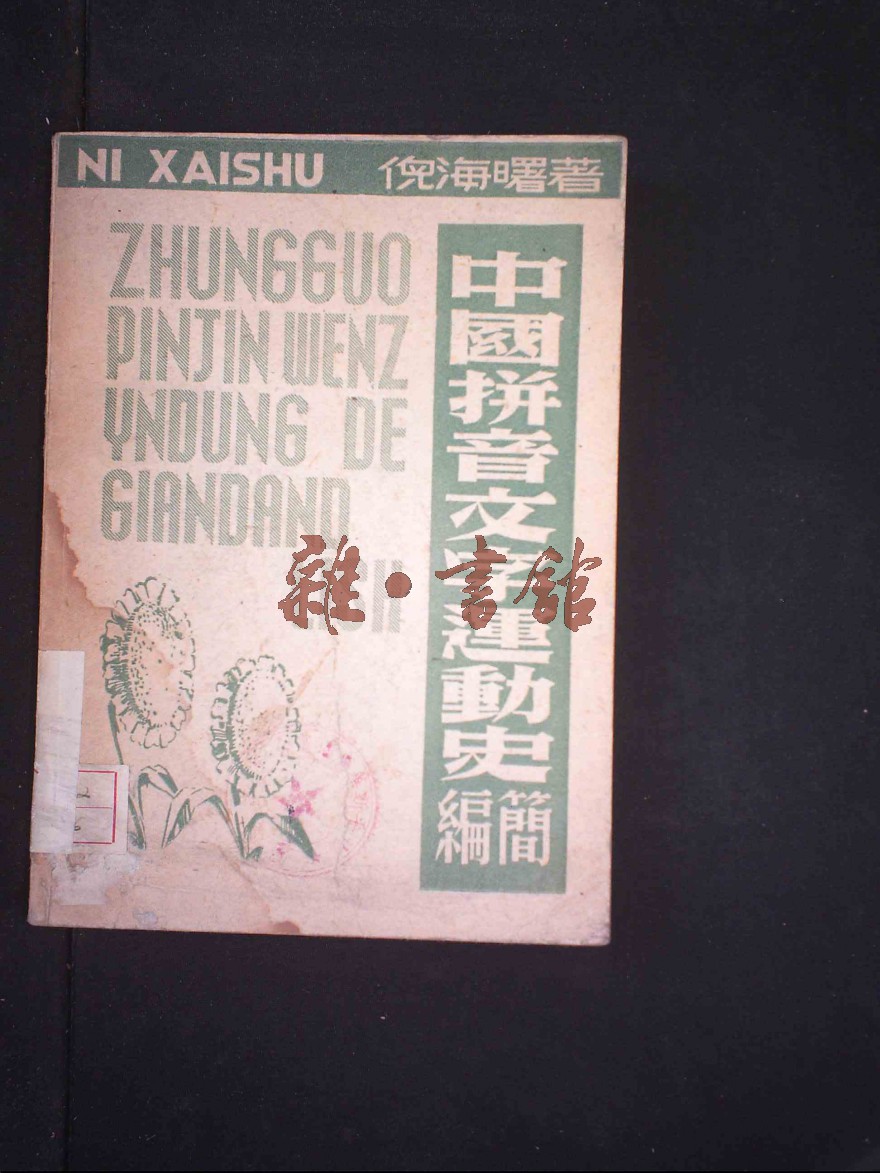 NI XAISHU 倪海曙著
ZHUNGGUO
PINJIN WENZ
YNDUNG DE
GIANDAND
中國拼音文字運動史
簡編
雜·書館